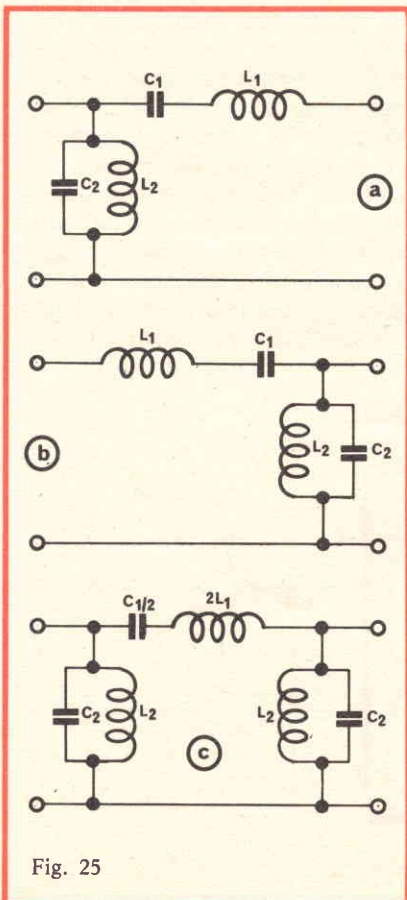 C1 L1
C2 L2
a
L1 C1
b
L2 C2
C1/2 2L1
C2 L2 L2 C2
c
Fig. 25